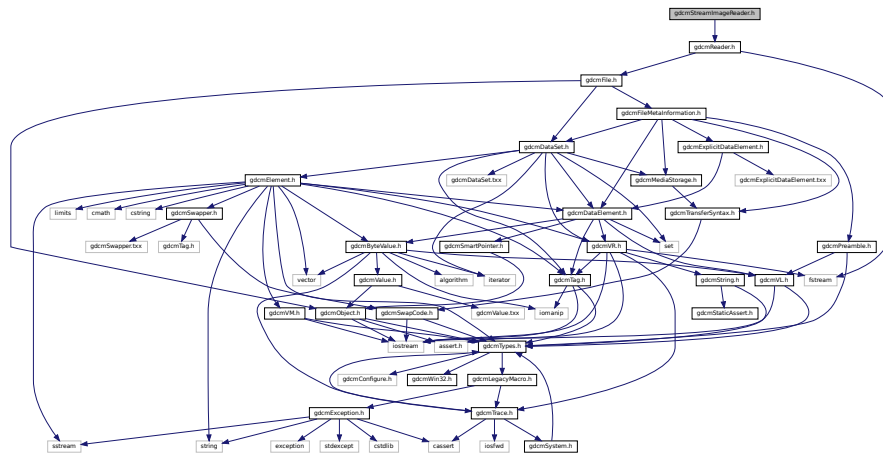 gdcmStreamImageReader.h
gdcmReader.h
gdcmFile.h
gdcmFileMetaInformation.h
gdcmDataSet.h
gdcmExplicitDataElement.h
gdcmElement.h
gdcmDataSet.txx
gdcmMediaStorage.h
gdcmExplicitDataElement.txx
limits
cmath
cstring
gdcmSwapper.h
gdcmDataElement.h
gdcmTransferSyntax.h
gdcmSwapper.txx
gdcmTag.h
gdcmByteValue.h
gdcmSmartPointer.h
gdcmVR.h
set
gdcmPreamble.h
vector
gdcmValue.h
algorithm
iterator
gdcmTag.h
gdcmString.h
gdcmVL.h
fstream
gdcmVM.h
gdcmObject.h
gdcmSwapCode.h
gdcmValue.txx
iomanip
gdcmStaticAssert.h
iostream
assert.h
gdcmTypes.h
gdcmConfigure.h
gdcmWin32.h
gdcmLegacyMacro.h
gdcmException.h
gdcmTrace.h
sstream
string
exception
stdexcept
cstdlib
cassert
iosfwd
gdcmSystem.h